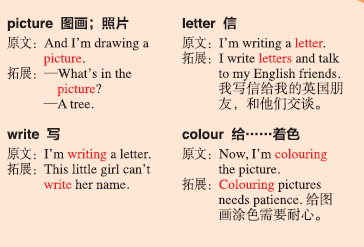 picture 图画；照片
原文：And I'm drawing a
picture.
拓展：—What's in the
picture?
—A tree.
letter 信
原文：I'm writing a letter.
拓展：I write letters and talk
to my English friends.
我写信给我的英国朋
友，和他们交谈。
write 写
原文：I'm writing a letter.
拓展：This little girl can't
write her name.
colour 给……着色
原文：Now, I'm colouring
the picture.
拓展：Colouring pictures
needs patience. 给图
画涂色需要耐心。